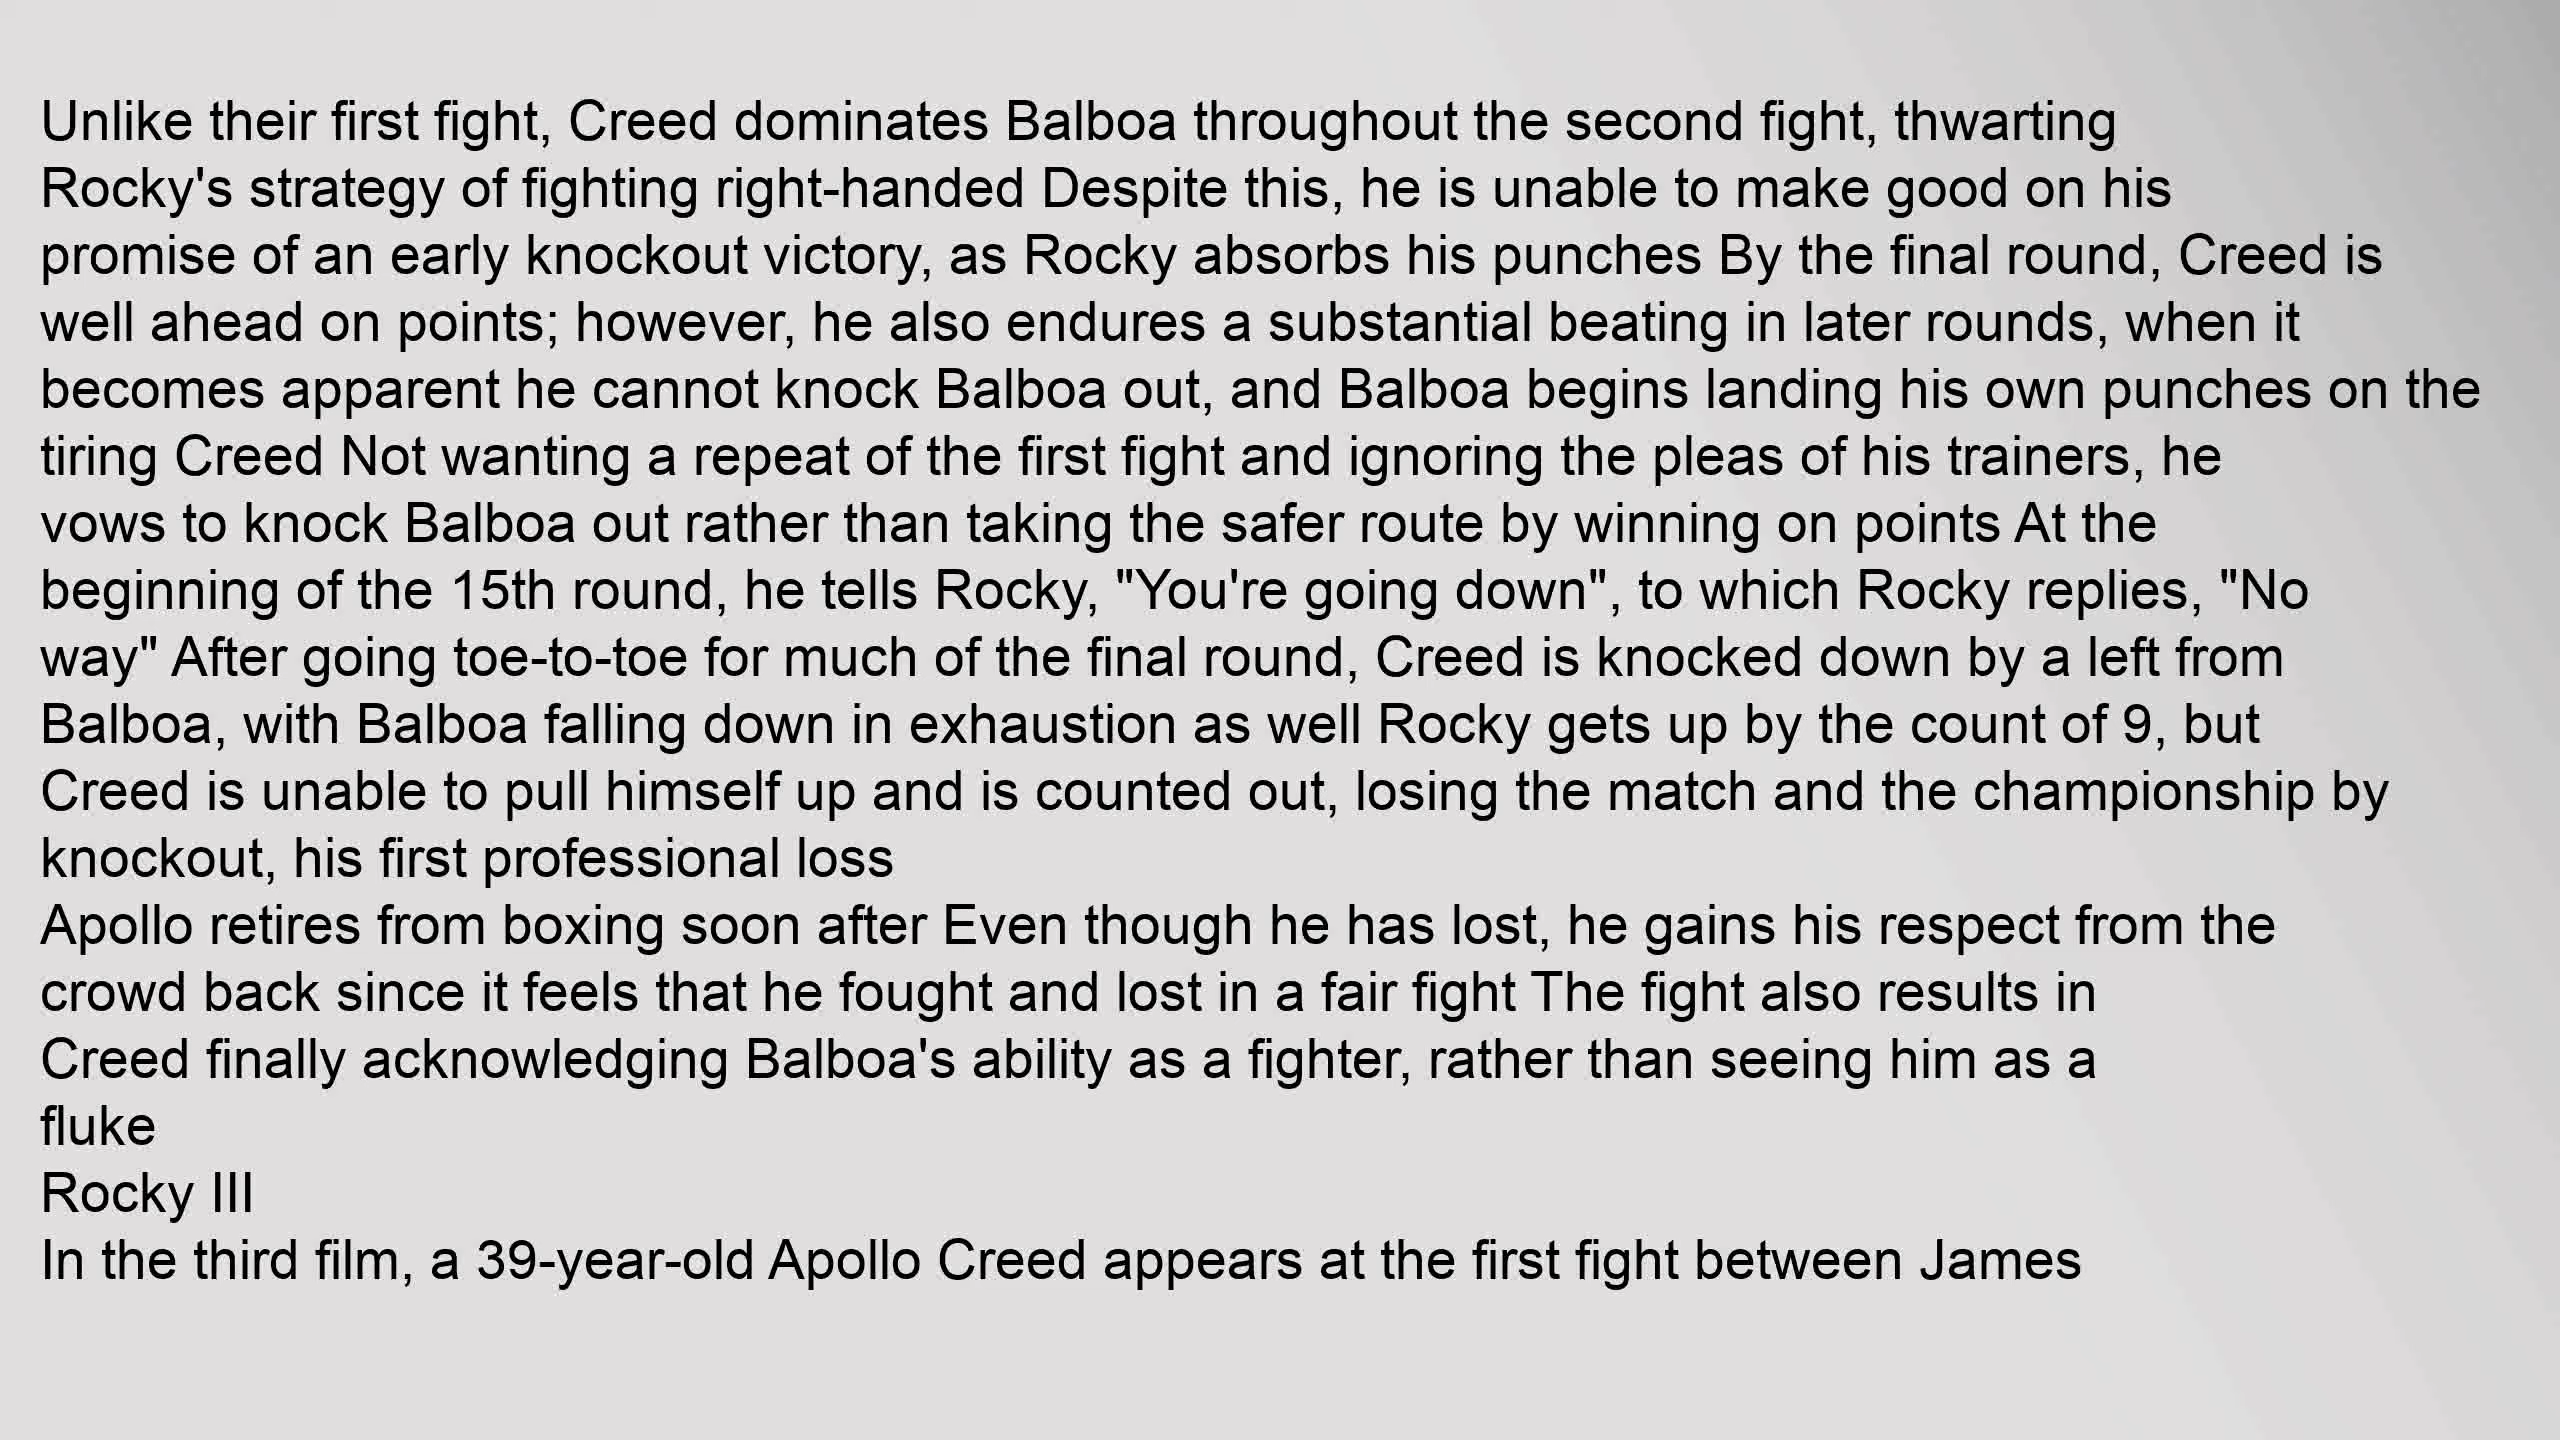 Unlike their first fight, Creed dominates Balboa throughout the second fight, thwarting
Rocky's strategy of fighting right-handed Despite this, he is unable to make good on his
promise of an early knockout victory, as Rocky absorbs his punches By the final round, Creed is
well ahead on points; however, he also endures a substantial beating in later rounds, when it
becomes apparent he cannot knock Balboa out, and Balboa begins landing his own punches on the
tiring Creed Not wanting a repeat of the first fight and ignoring the pleas of his trainers, he
vows to knock Balboa out rather than taking the safer route by winning on points At the
beginning of the 15th round, he tells Rocky, "You're going down", to which Rocky replies, "No
way" After going toe-to-toe for much of the final round, Creed is knocked down by a left from
Balboa, with Balboa falling down in exhaustion as well Rocky gets up by the count of 9, but
Creed is unable to pull himself up and is counted out, losing the match and the championship by
knockout, his first professional loss
Apollo retires from boxing soon after Even though he has lost, he gains his respect from the
crowd back since it feels that he fought and lost in a fair fight The fight also results in
Creed finally acknowledging Balboa's ability as a fighter, rather than seeing him as a
fluke
Rocky III
In the third film, a 39-year-old Apollo Creed appears at the first fight between James